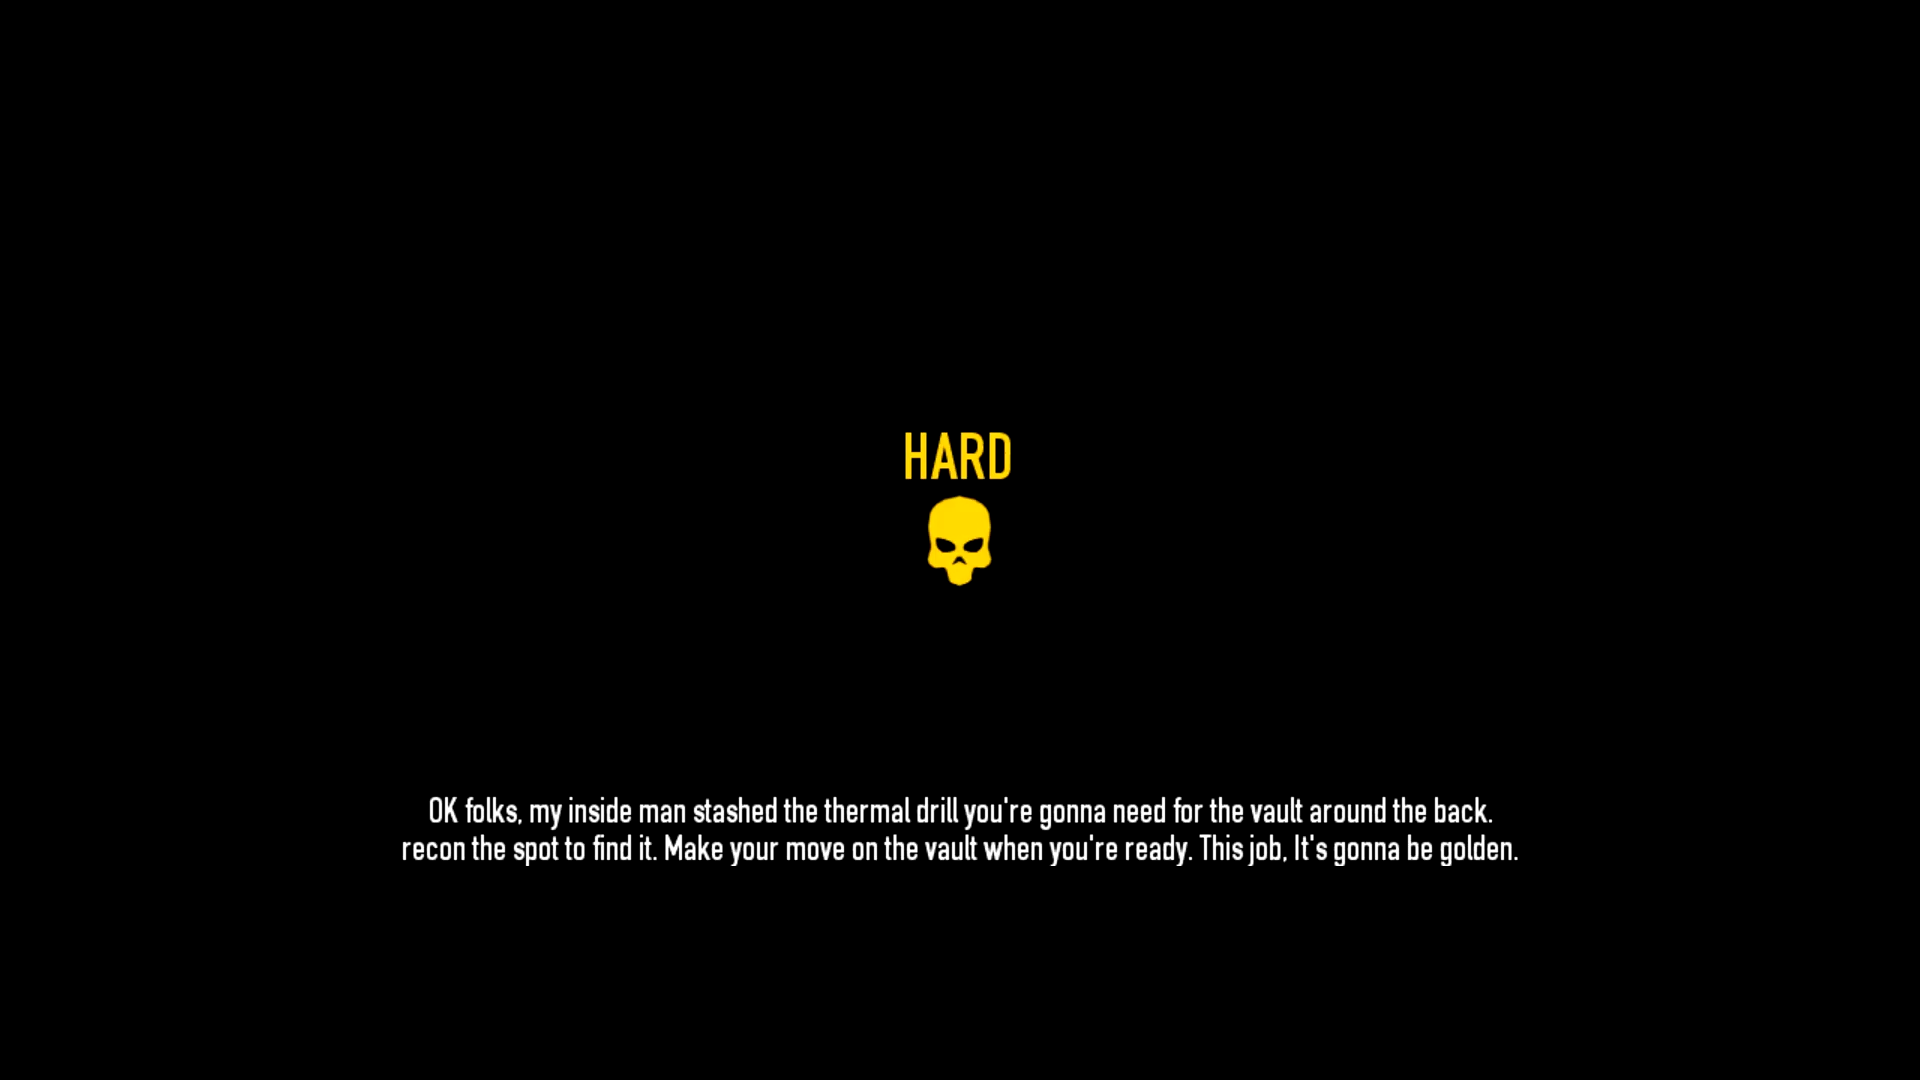 HARD
OK folks, my inside man stashed the thermal drill you're gonna need for the vault around the back.
recon the spot to find it. Make your move on the vault when you're ready. This job, It's gonna be golden.